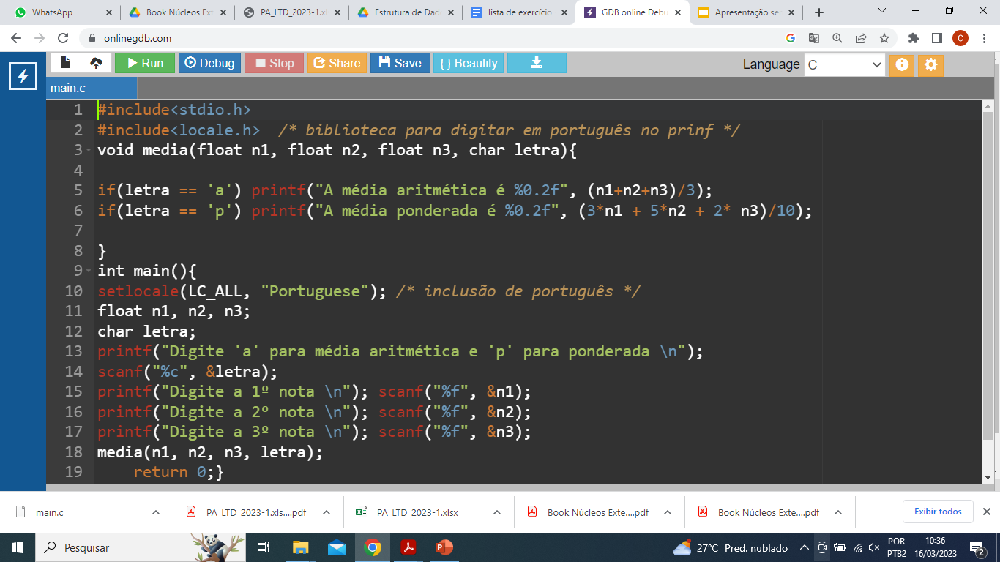 WhatsApp
Book Núcleos Ext
PA_LTD_2023-1.xl
Estrutura de Dad
lista de exercício
GDB online Debu
Apresentação se
onlinegdb.com
C
Run Debug Stop Share Save { } Beautify
Language C
main.c
1 #include<stdio.h>
2 #include<locale.h> /* biblioteca para digitar em português no prinf */
3 void media(float n1, float n2, float n3, char letra){
4
5 if(letra == 'a') printf("A média aritmética é %0.2f", (n1+n2+n3)/3);
6 if(letra == 'p') printf("A média ponderada é %0.2f", (3*n1 + 5*n2 + 2* n3)/10);
7
8 }
9 int main(){
10 setlocale(LC_ALL, "Portuguese"); /* inclusão de português */
11 float n1, n2, n3;
12 char letra;
13 printf("Digite 'a' para média aritmética e 'p' para ponderada \n");
14 scanf("%c", &letra);
15 printf("Digite a 1º nota \n"); scanf("%f", &n1);
16 printf("Digite a 2º nota \n"); scanf("%f", &n2);
17 printf("Digite a 3º nota \n"); scanf("%f", &n3);
18 media(n1, n2, n3, letra);
19 return 0;}
main.c
PA_LTD_2023-1.xls....pdf
PA_LTD_2023-1.xlsx
Book Núcleos Exte....pdf
Book Núcleos Exte....pdf
Exibir todos
Pesquisar
27°C Pred. nublado
POR
PTB2
10:36
16/03/2023
2